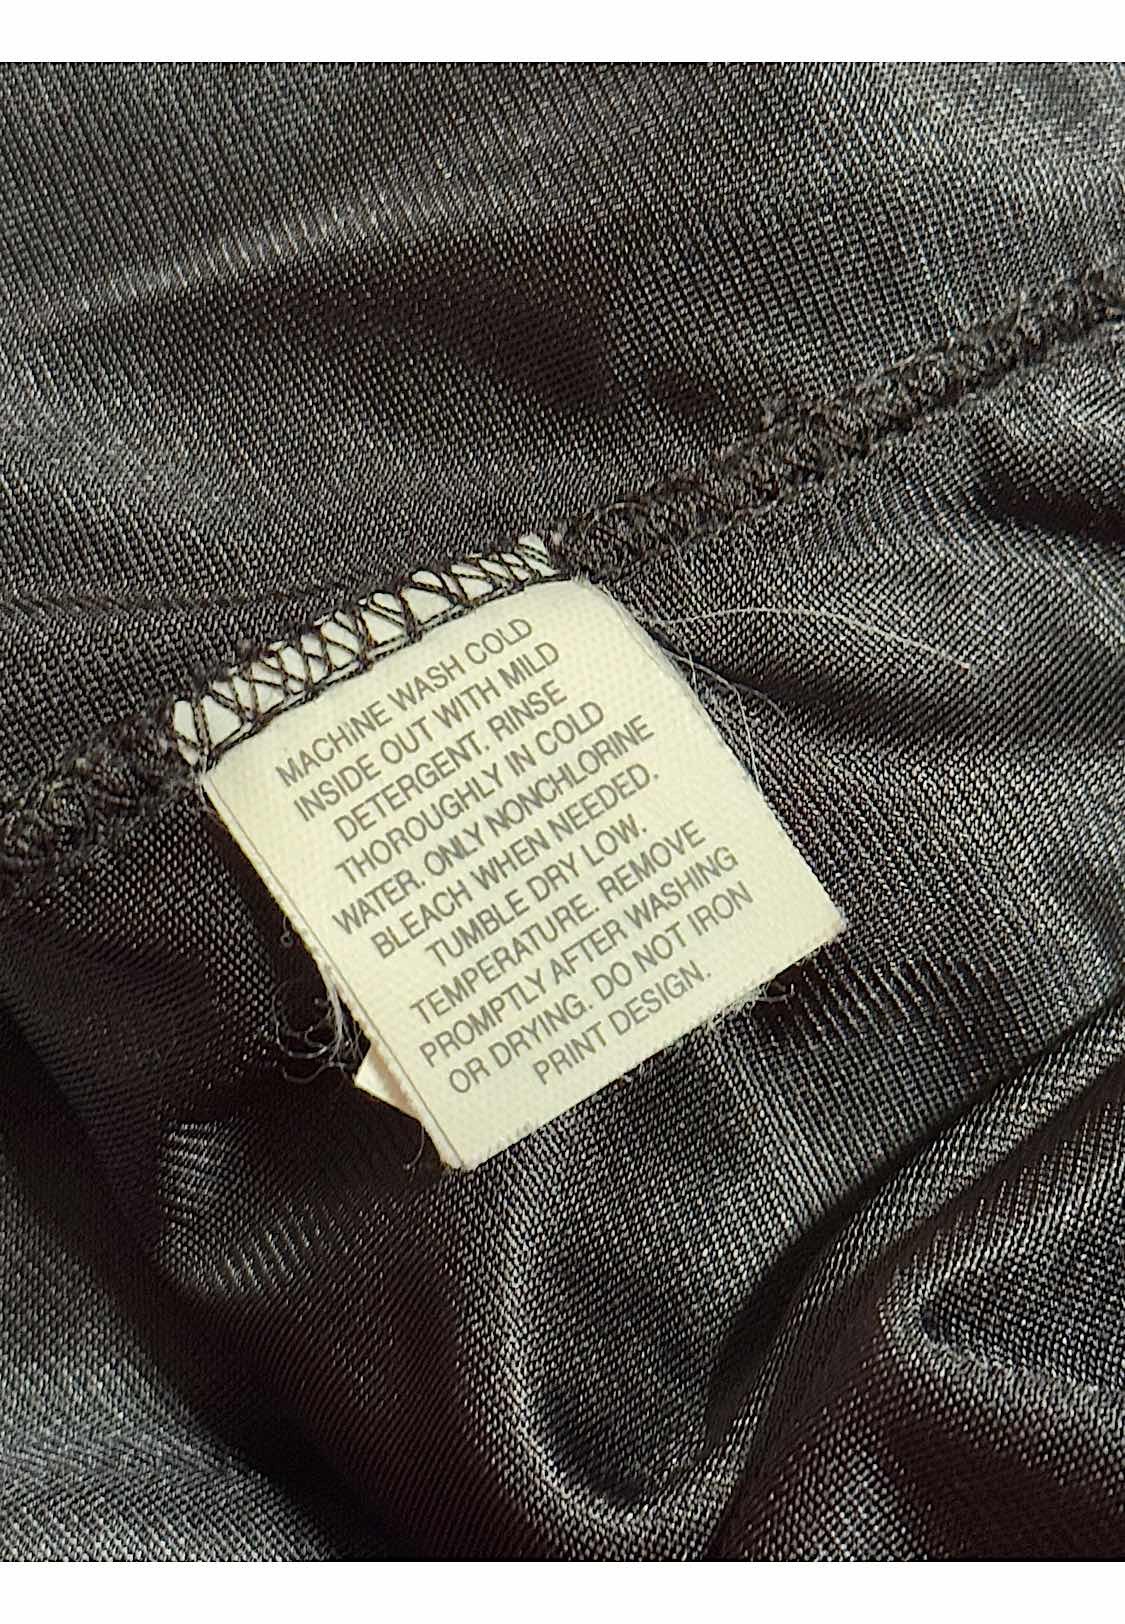 MACHINE WASH COLD
INSIDE OUT WITH MILD
DETERGENT. RINSE
THOROUGHLY IN COLD
WATER. ONLY NONCHLORINE
BLEACH WHEN NEEDED.
TUMBLE DRY LOW.
TEMPERATURE. REMOVE
PROMPTLY AFTER WASHING
OR DRYING. DO NOT IRON
PRINT DESIGN.